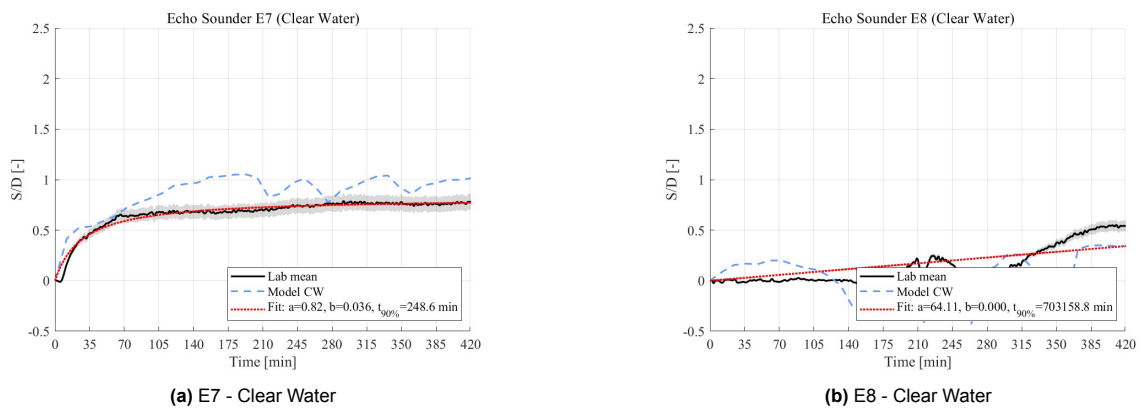 Echo Sounder E7 (Clear Water)
2.5
2
1.5
1
0.5
0
-0.5
S/D [-]
Lab mean
Model CW
Fit: a=0.82, b=0.036, t90%=248.6 min
0 35 70 105 140 175 210 245 280 315 350 385 420
Time [min]
(a) E7 - Clear Water
Echo Sounder E8 (Clear Water)
2.5
2
1.5
1
0.5
0
-0.5
S/D [-]
Lab mean
Model CW
Fit: a=64.11, b=0.000, t90%=703158.8 min
0 35 70 105 140 175 210 245 280 315 350 385 420
Time [min]
(b) E8 - Clear Water